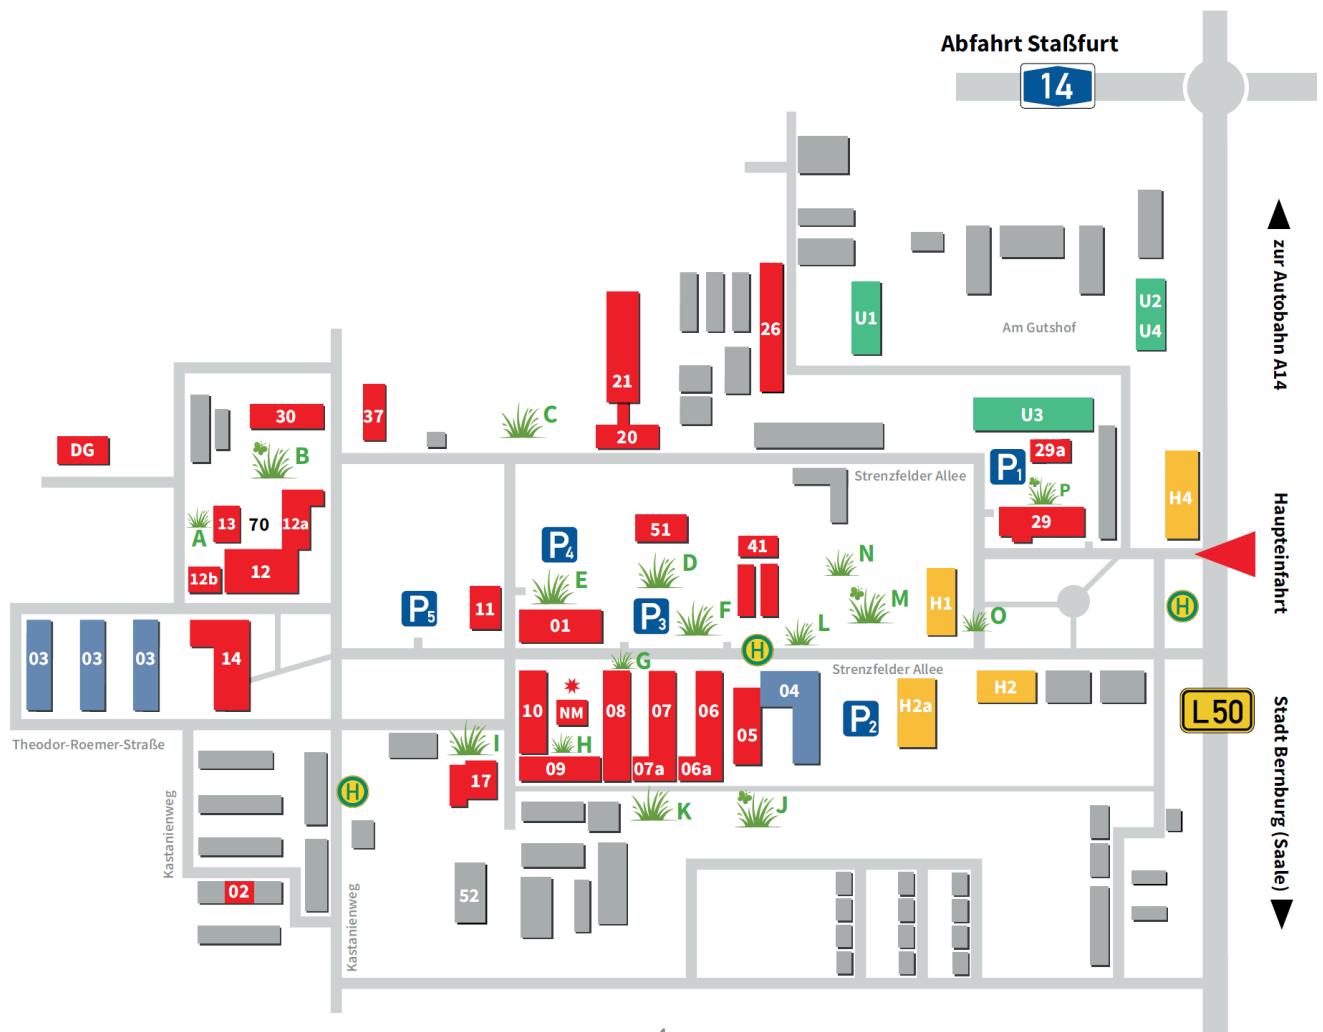 Abfahrt Staßfurt
14
zur Autobahn A14
U2
U4
U1
26
Am Gutshof
21
20
37
30
DG
B
C
U3
29a
P1
P
29
H4
Strenzfelder Allee
13
70
12a
A
12b
12
51
41
P4
E
D
N
M
H1
O
Haupteinfahrt
H
P5
11
01
P3
F
L
H
03
03
03
14
G
Strenzfelder Allee
10
NM
08
07
06
05
04
P2
H2a
H2
L50
Theodor-Roemer-Straße
I
H
17
09
07a
06a
H
K
J
Kastanienweg
02
Kastanienweg
52
Stadt Bernburg (Saale)